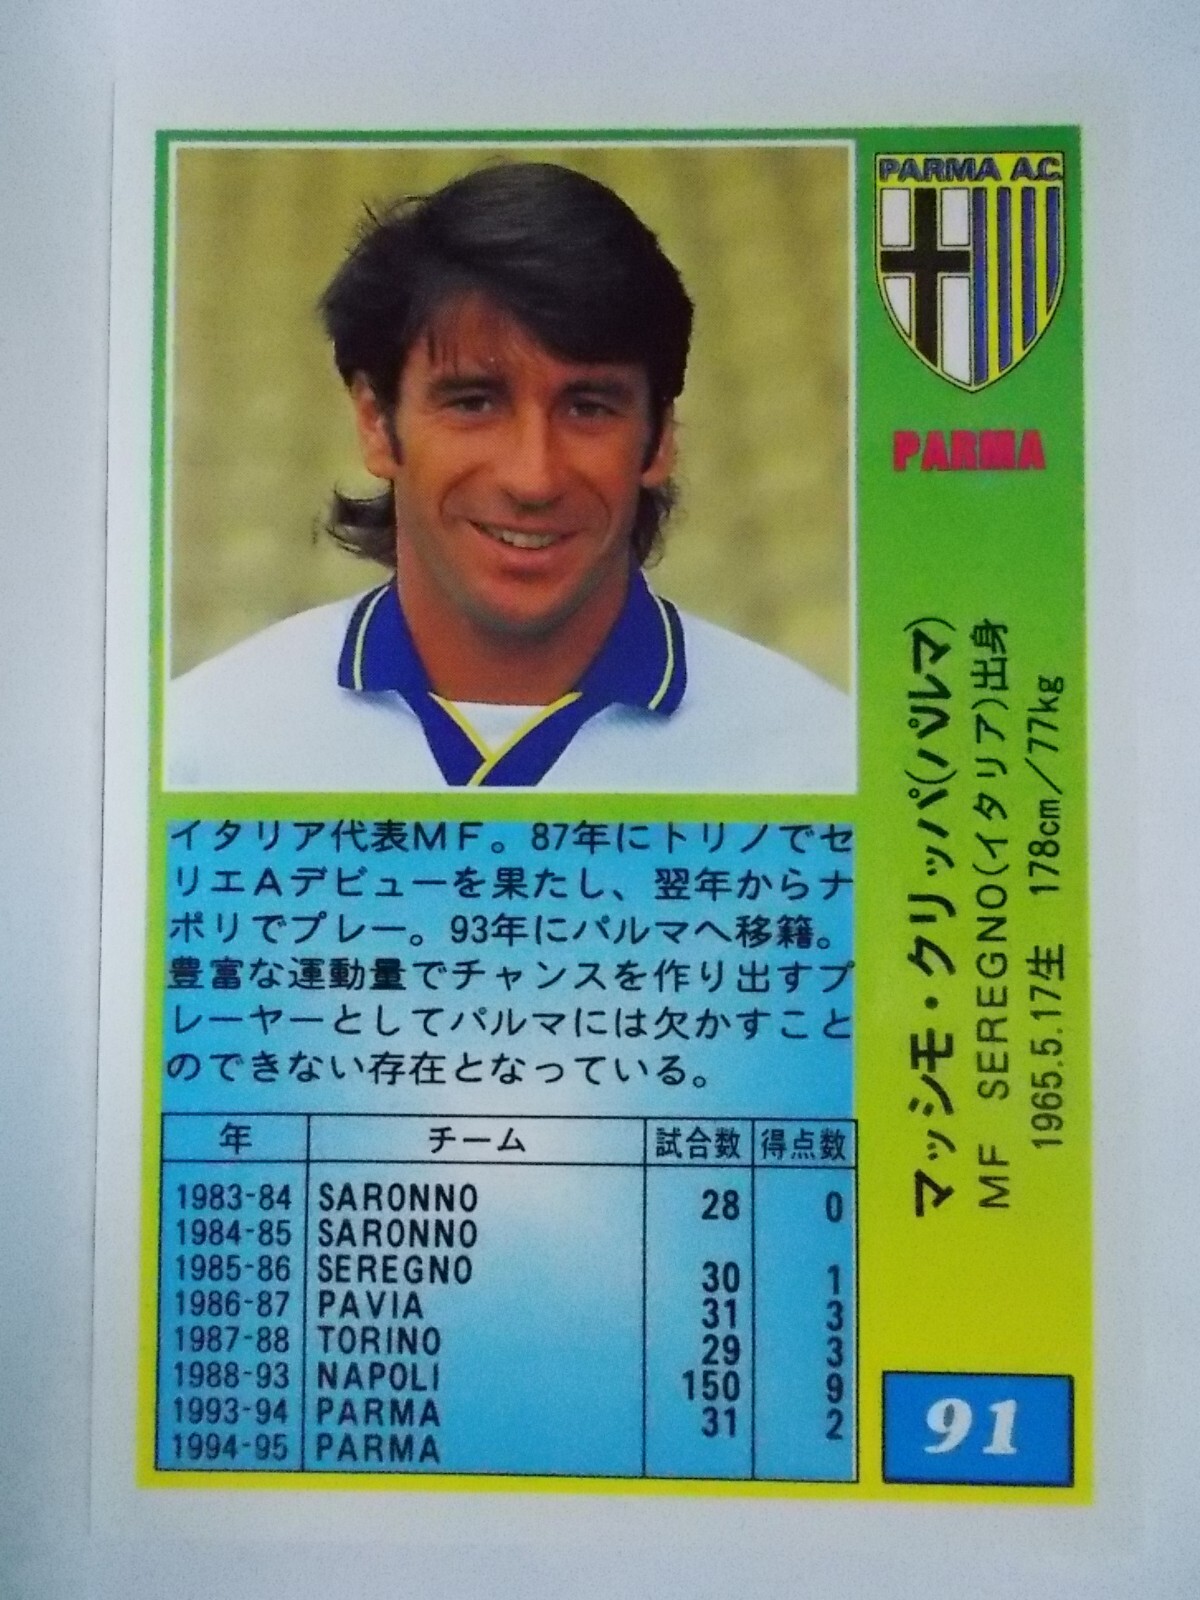 PARMA A.C.
PARMA
マッシモ・クリッパ(パルマ)
MF SEREGNO(イタリア)出身
1965.5.17生 178cm/77kg
イタリア代表MF。87年にトリノでセ
リエAデビューを果たし、翌年からナ
ポリでプレー。93年にパルマへ移籍。
豊富な運動量でチャンスを作り出すプ
レーヤーとしてパルマには欠かすこと
のできない存在となっている。
年 チーム 試合数 得点数
1983-84 SARONNO 28 0
1984-85 SARONNO
1985-86 SEREGNO 30 1
1986-87 PAVIA 31 3
1987-88 TORINO 29 3
1988-93 NAPOLI 150 9
1993-94 PARMA 31 2
1994-95 PARMA
91